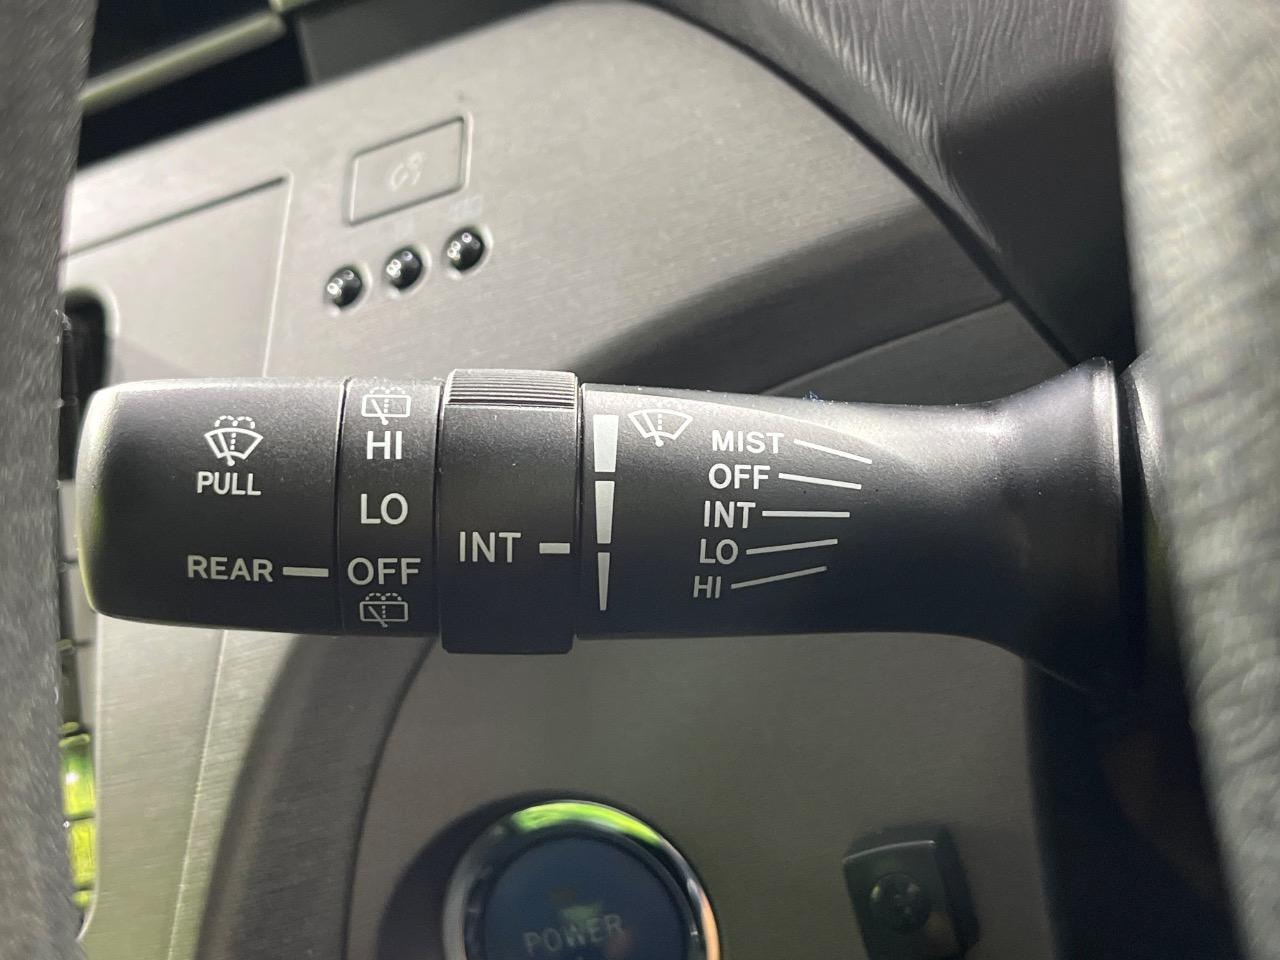 PULL
REAR
HI
LO
OFF
INT
MIST
OFF
INT
LO
HI
POWER